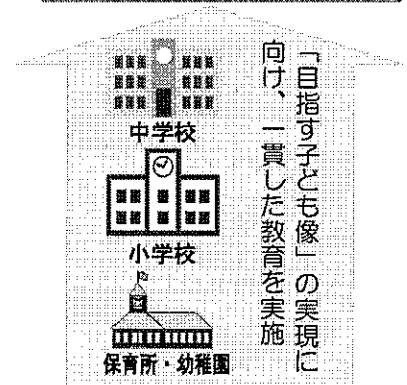 「目指す子ども像」の実現に
向け、一貫した教育を実施
中学校
小学校
保育所・幼稚園